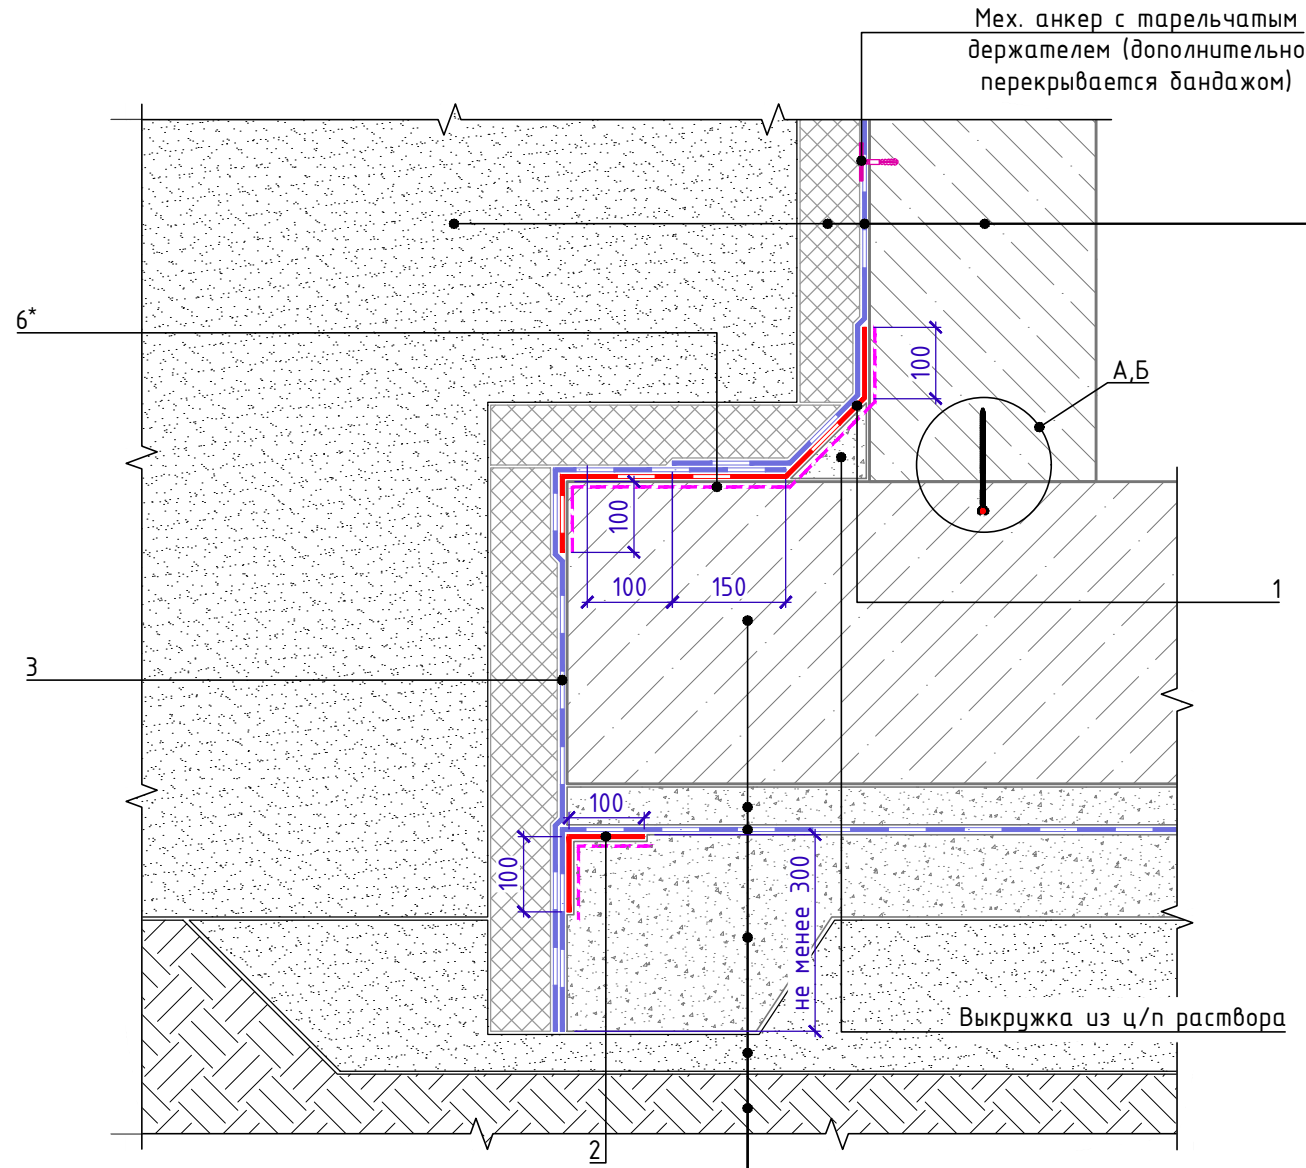 Мех. анкер с тарельчатым
держателем (дополнительно
перекрывается бандажом)
6*
100
А,Б
100
100
150
1
3
100
100
не менее 300
Выкружка из ц/п раствора
2